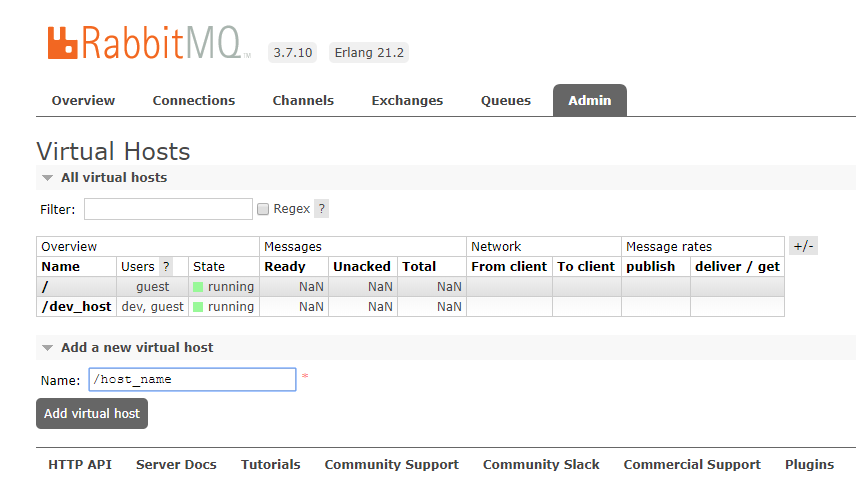 RabbitMQ™ 3.7.10 Erlang 21.2
Overview Connections Channels Exchanges Queues Admin
Virtual Hosts
All virtual hosts
Filter: Regex ?
Overview Messages Network Message rates +/-
Name Users ? State Ready Unacked Total From client To client publish deliver / get
/ guest running NaN NaN NaN
/dev_host dev, guest running NaN NaN NaN
Add a new virtual host
Name: /host_name *
Add virtual host
HTTP API Server Docs Tutorials Community Support Community Slack Commercial Support Plugins